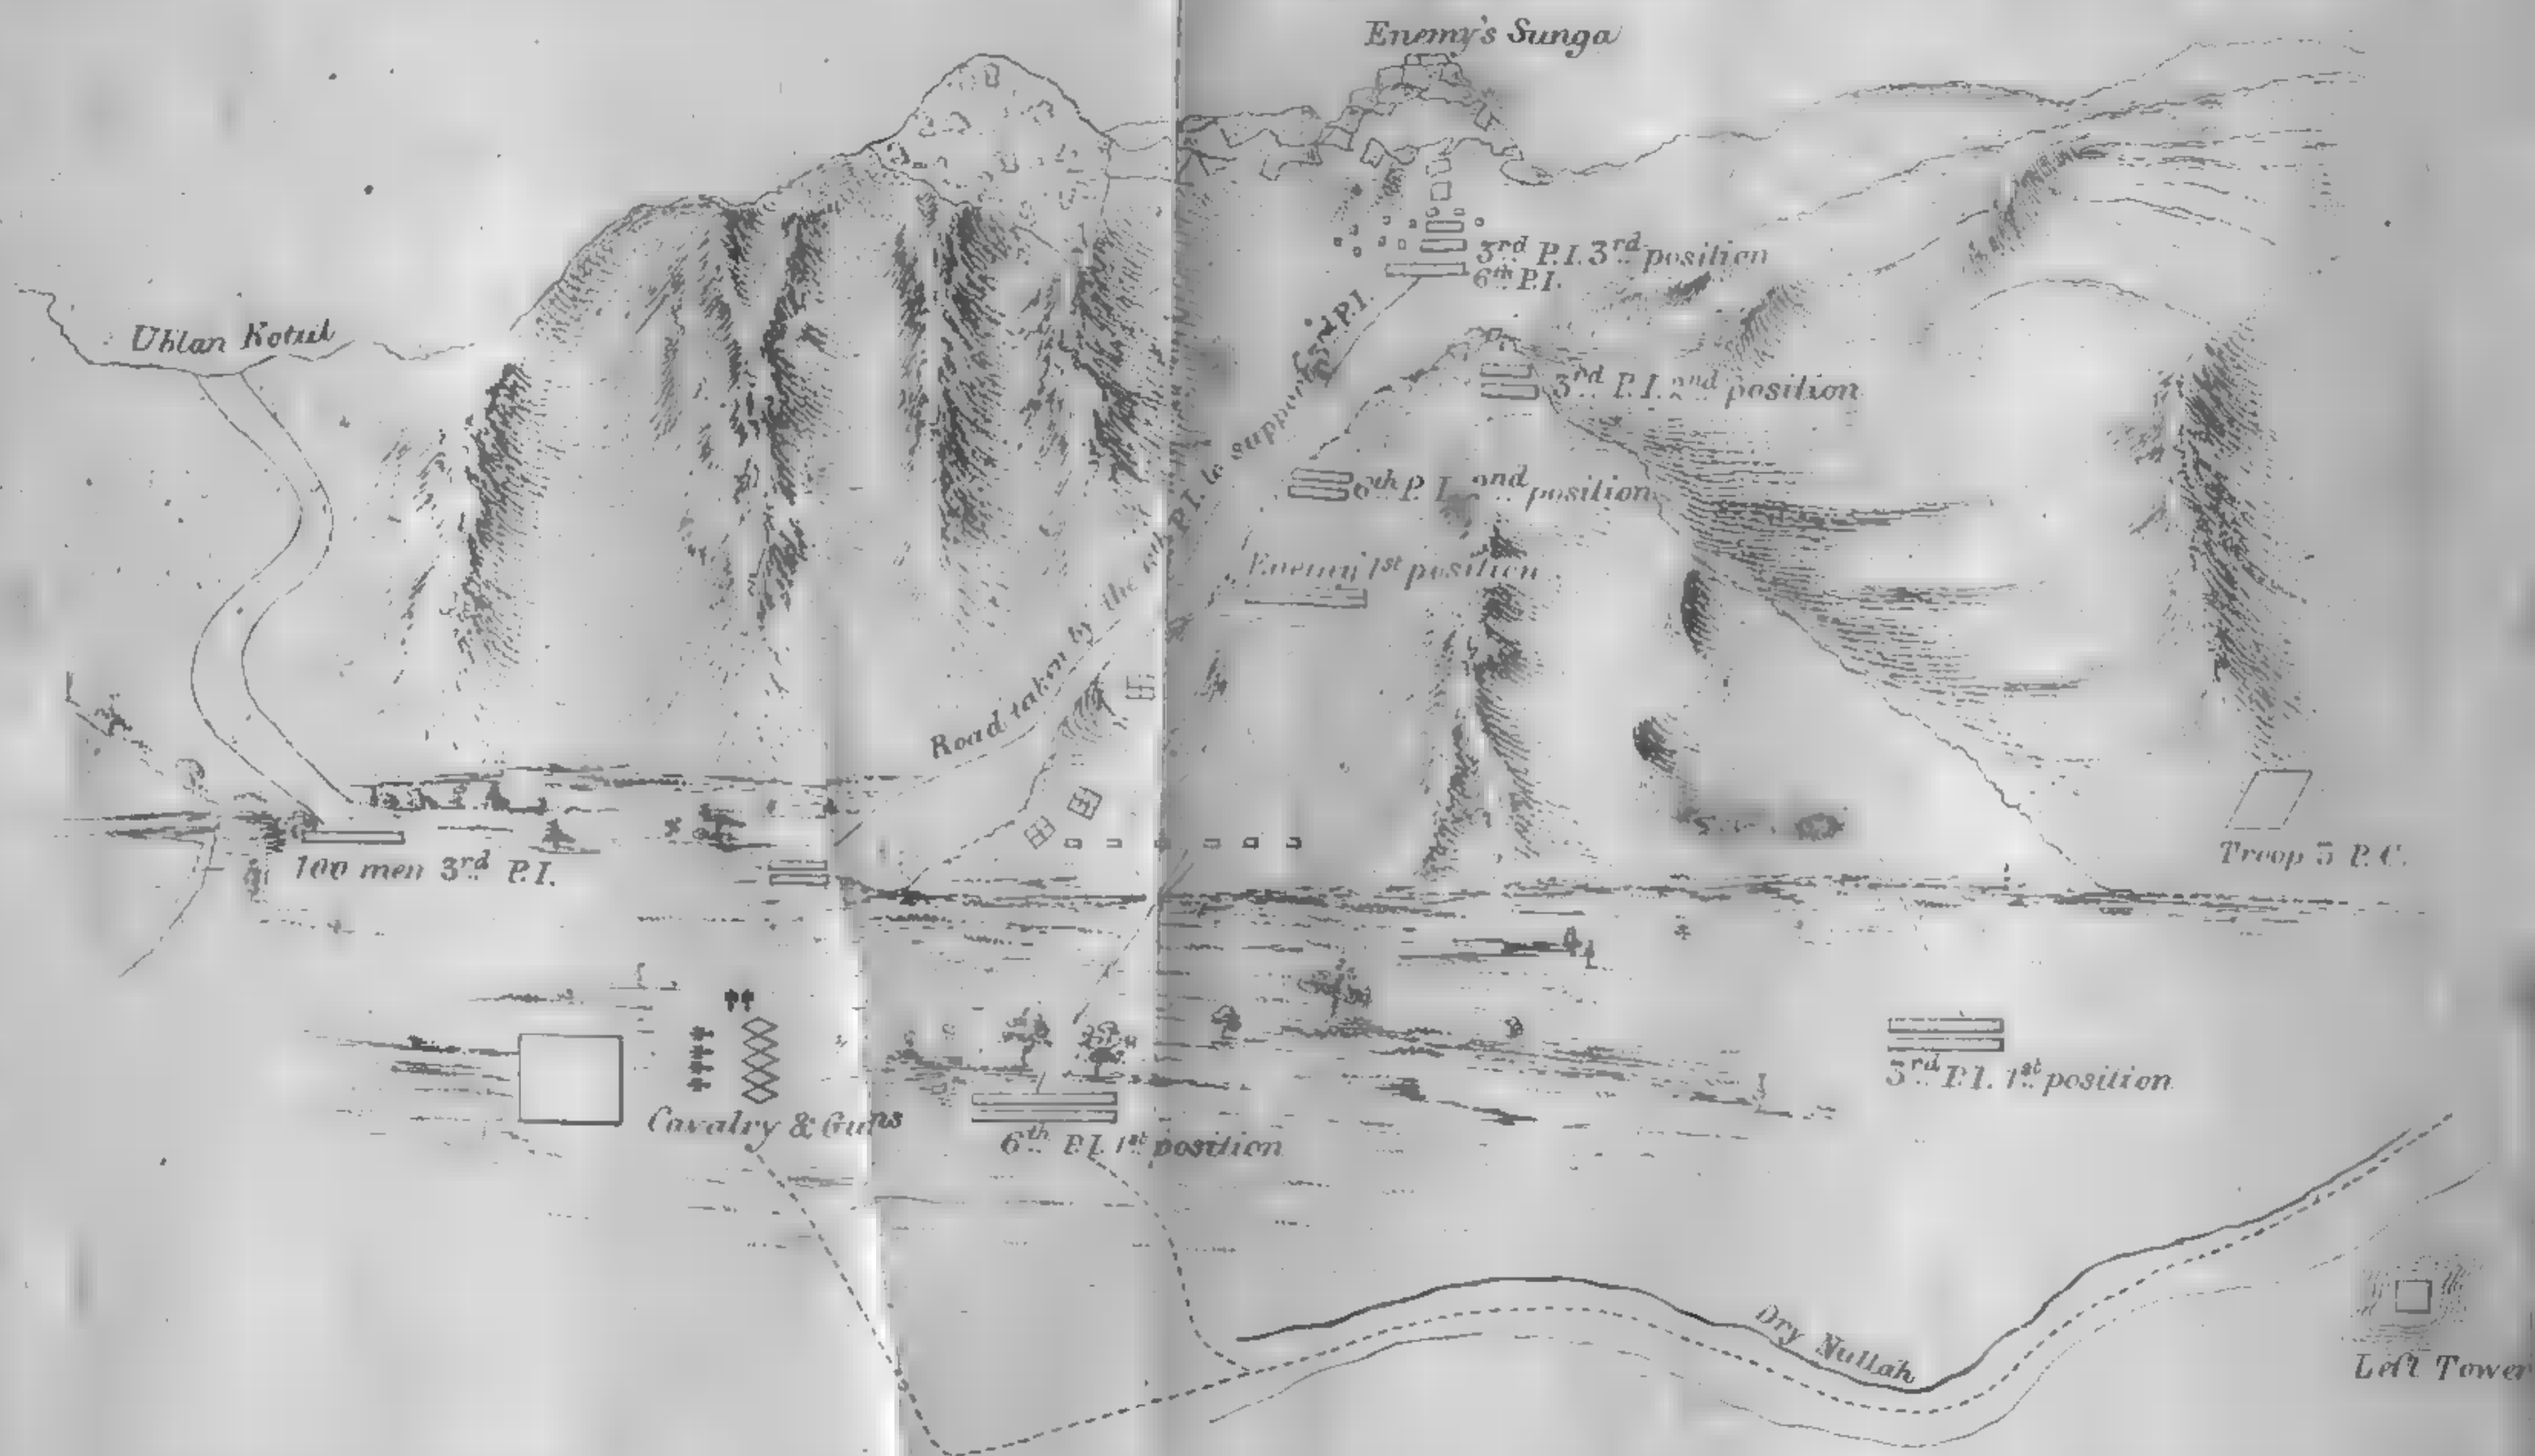 Enemy's Sunga
3rd P.I. 3rd position
6th P.I.
Ublan Kotul
3rd P.I. 2nd position
6th P.I. 2nd position
Enemy 1st position
Road taken by the 6th P.I. to support 3rd P.I.
100 men 3rd P.I.
Troop 5 P.C.
Cavalry & Guns
6th P.I. 1st position
3rd P.I. 1st position
Dry Nullah
Left Tower